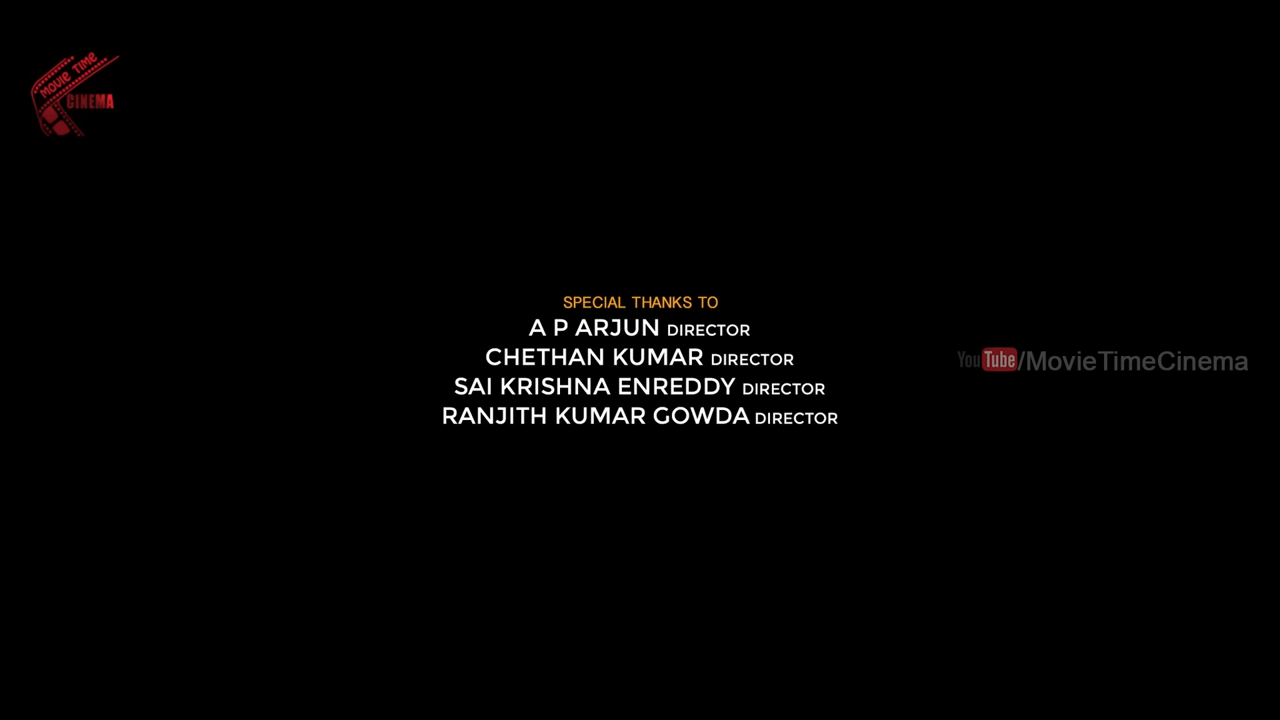 MOVIE TIME
CINEMA
SPECIAL THANKS TO
A P ARJUN DIRECTOR
CHETHAN KUMAR DIRECTOR
SAI KRISHNA ENREDDY DIRECTOR
RANJITH KUMAR GOWDA DIRECTOR
YouTube/MovieTimeCinema